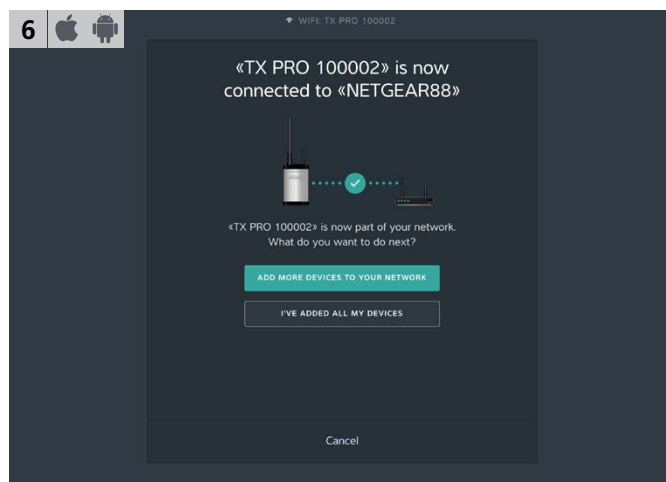 6
WIFI: TX PRO 100002
«TX PRO 100002» is now
connected to «NETGEAR88»
«TX PRO 100002» is now part of your network.
What do you want to do next?
ADD MORE DEVICES TO YOUR NETWORK
I'VE ADDED ALL MY DEVICES
Cancel